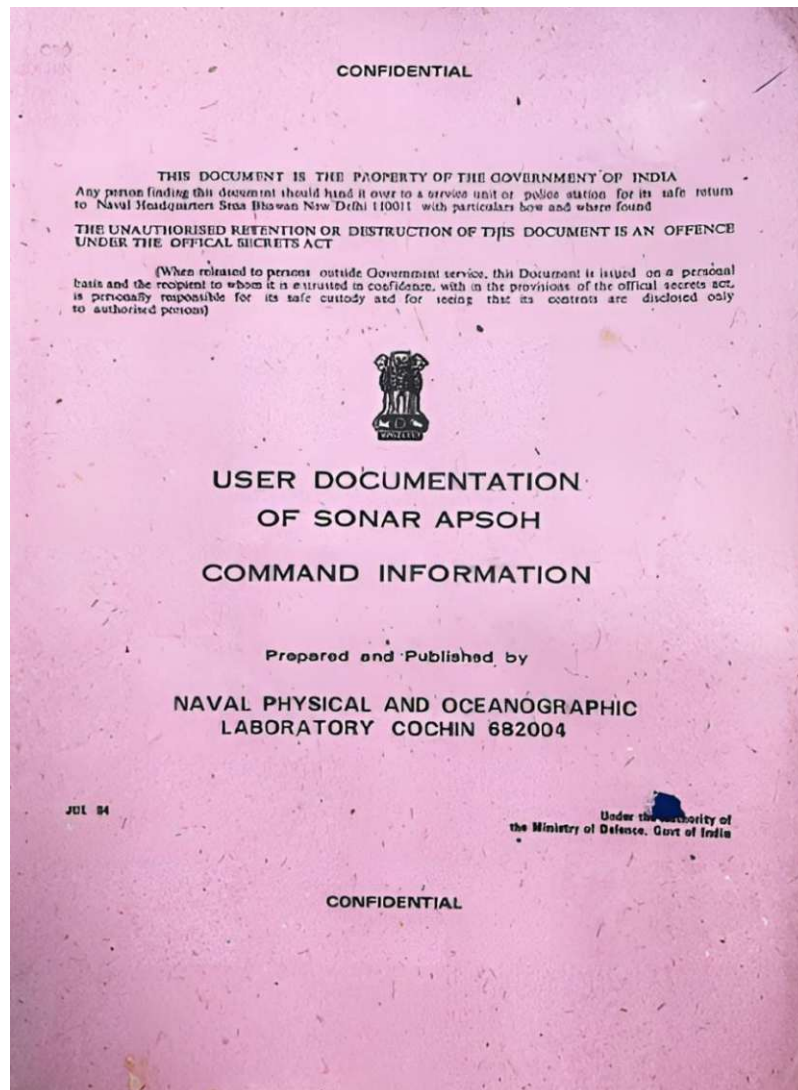 CONFIDENTIAL
THIS DOCUMENT IS THE PROPERTY OF THE GOVERNMENT OF INDIA
Any person finding this document should hand it over to a service unit or police station for its safe return
to Naval Headquarters Sena Bhawan New Delhi 110011 with particulars how and where found
THE UNAUTHORISED RETENTION OR DESTRUCTION OF THIS DOCUMENT IS AN OFFENCE
UNDER THE OFFICAL SECRETS ACT
(When released to persons outside Government service, this Document is issued on a personal
basis and the recipient to whom it is entrusted in confidence, with in the provisions of the offical secrets act,
is personally responsible for its safe custody and for seeing that its contents are disclosed only
to authorised persons)
USER DOCUMENTATION
OF SONAR APSOH
COMMAND INFORMATION
Prepared and Published by
NAVAL PHYSICAL AND OCEANOGRAPHIC
LABORATORY COCHIN 682004
JUL 84
Under the authority of
the Ministry of Defence, Govt of India
CONFIDENTIAL